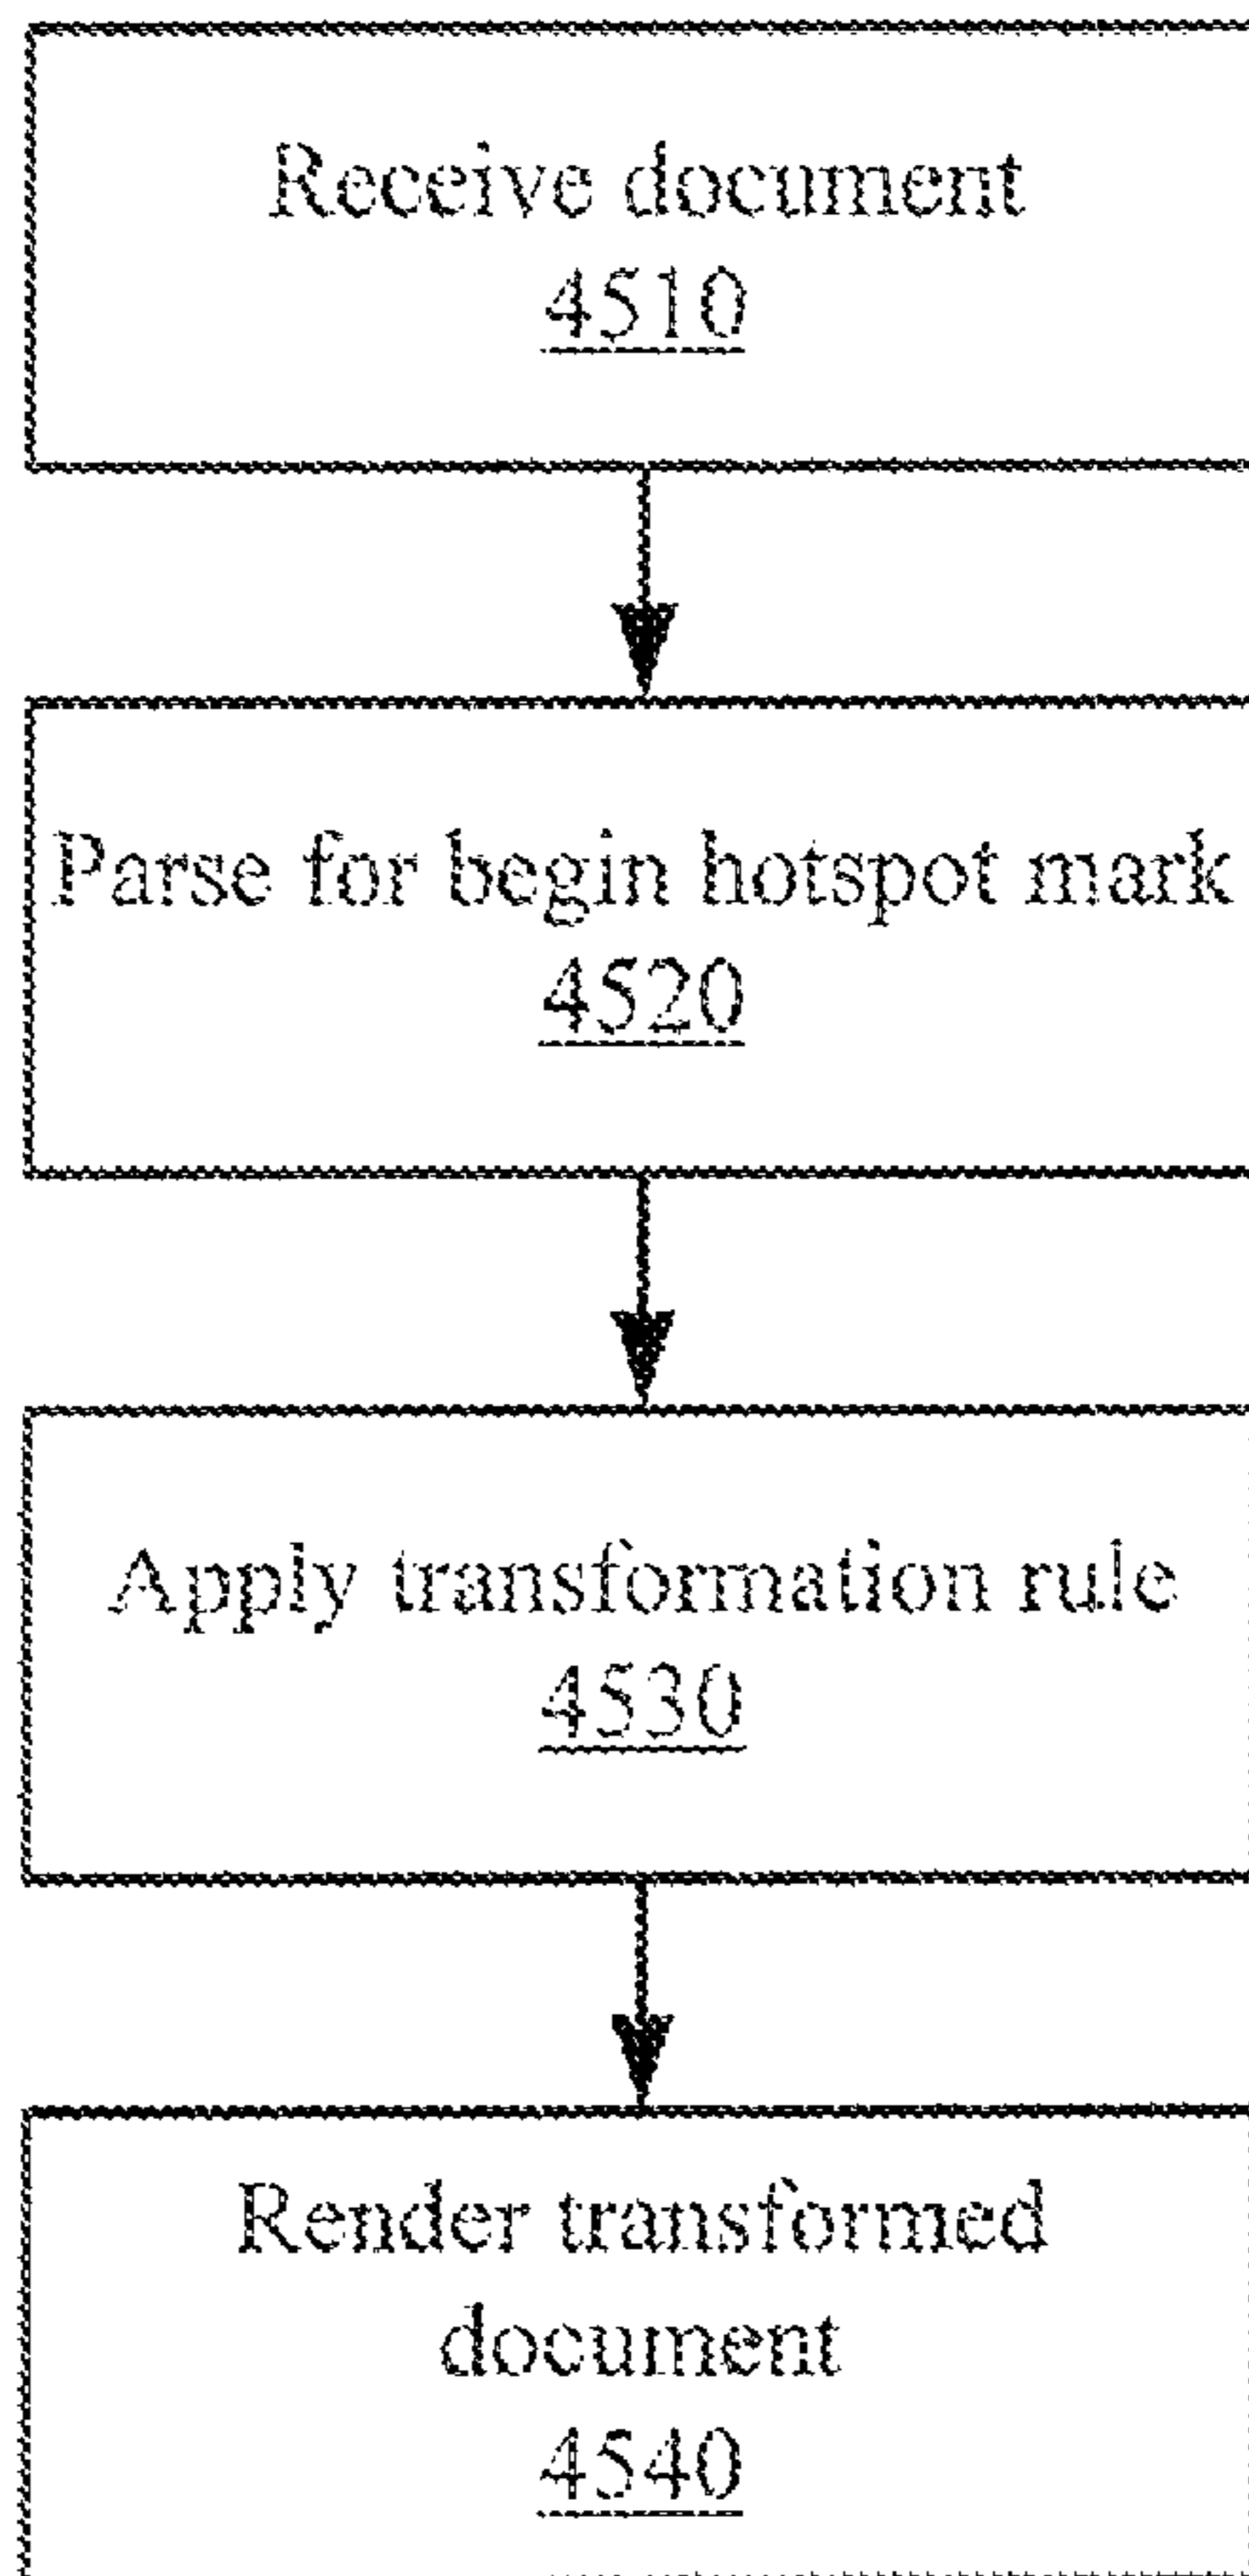 Receive document
4510
Parse for begin hotspot mark
4520
Apply transformation rule
4530
Render transformed
document
4540